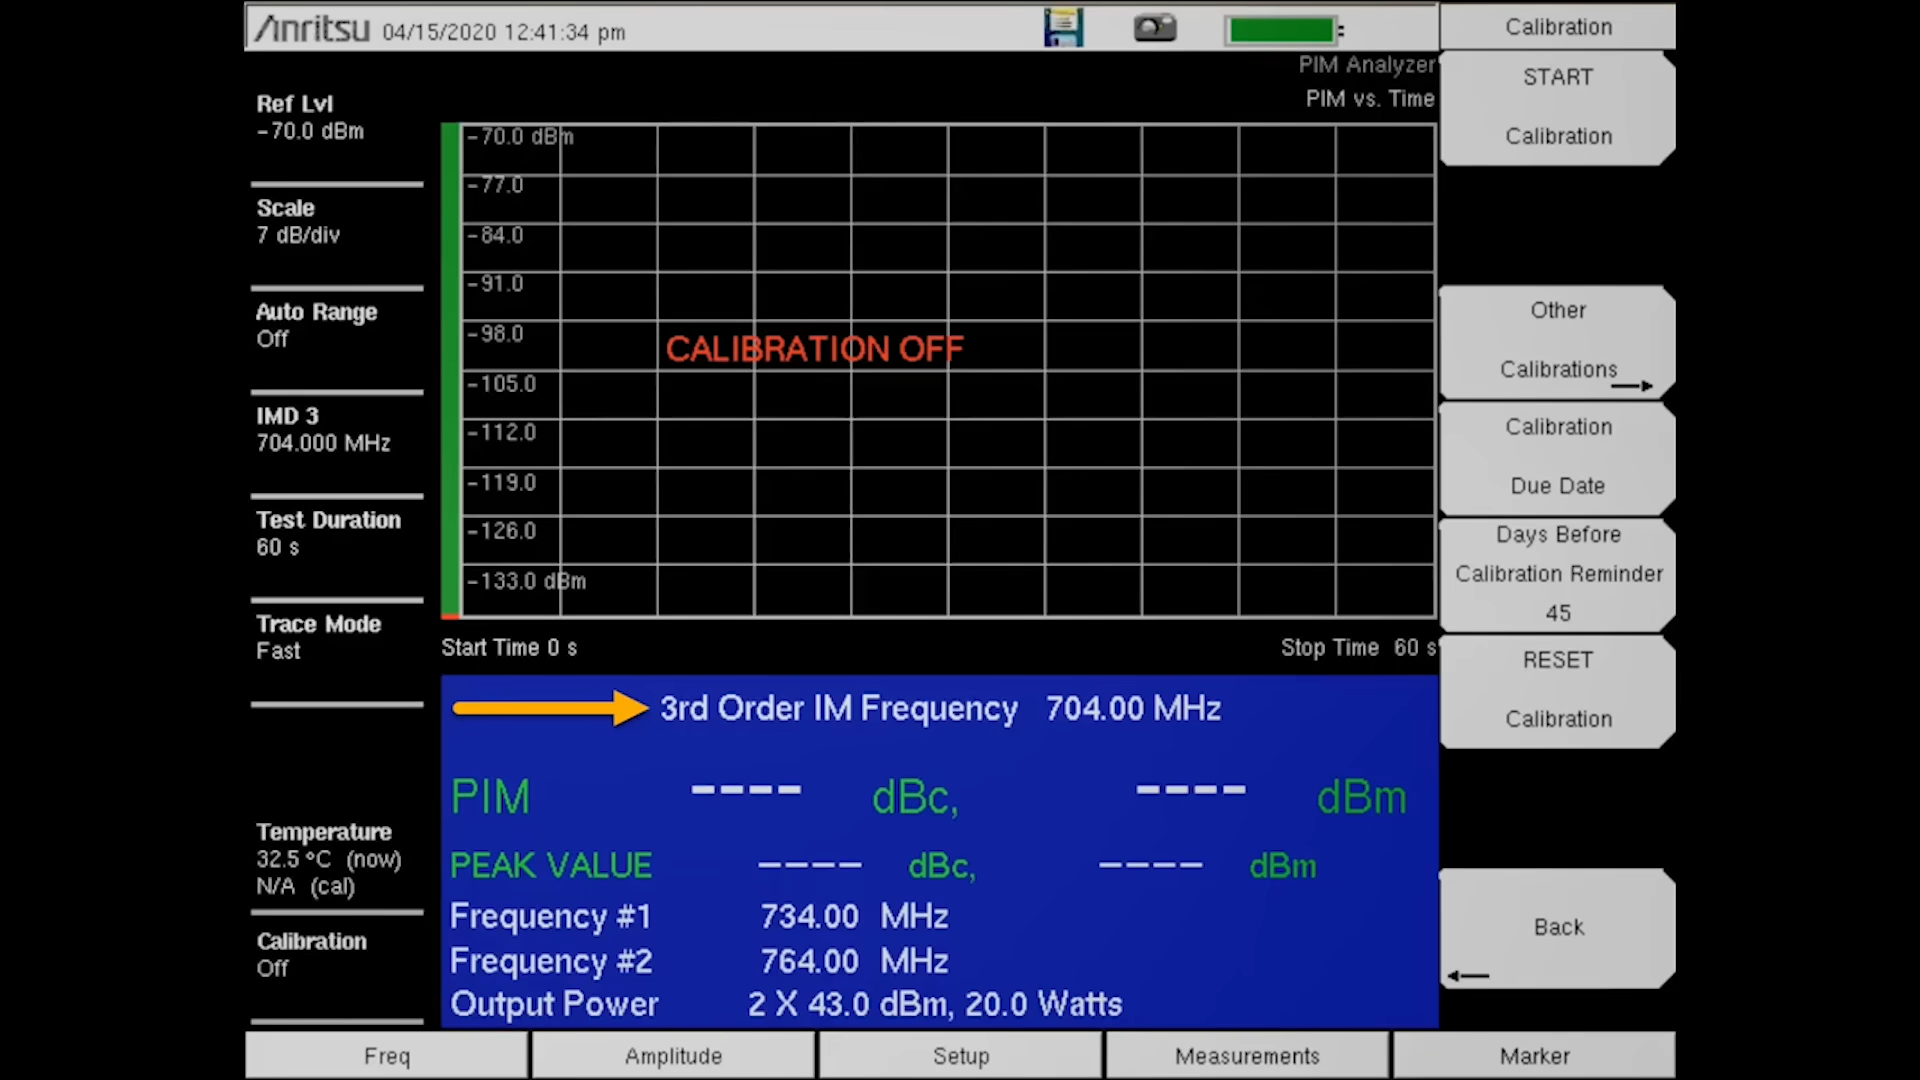 Anritsu 04/15/2020 12:41:34 pm
Calibration
PIM Analyzer
PIM vs. Time
Ref Lvl
-70.0 dBm
Scale
7 dB/div
Auto Range
Off
IMD 3
704.000 MHz
Test Duration
60 s
Trace Mode
Fast
Temperature
32.5 °C (now)
N/A (cal)
Calibration
Off
-70.0 dBm
-77.0
-84.0
-91.0
-98.0
CALIBRATION OFF
-105.0
-112.0
-119.0
-126.0
-133.0 dBm
Start Time 0 s
Stop Time 60 s
3rd Order IM Frequency 704.00 MHz
PIM ---- dBc, ---- dBm
PEAK VALUE ---- dBc, ---- dBm
Frequency #1 734.00 MHz
Frequency #2 764.00 MHz
Output Power 2 X 43.0 dBm, 20.0 Watts
START
Calibration
Other
Calibrations
Calibration
Due Date
Days Before
Calibration Reminder
45
RESET
Calibration
Back
Freq
Amplitude
Setup
Measurements
Marker